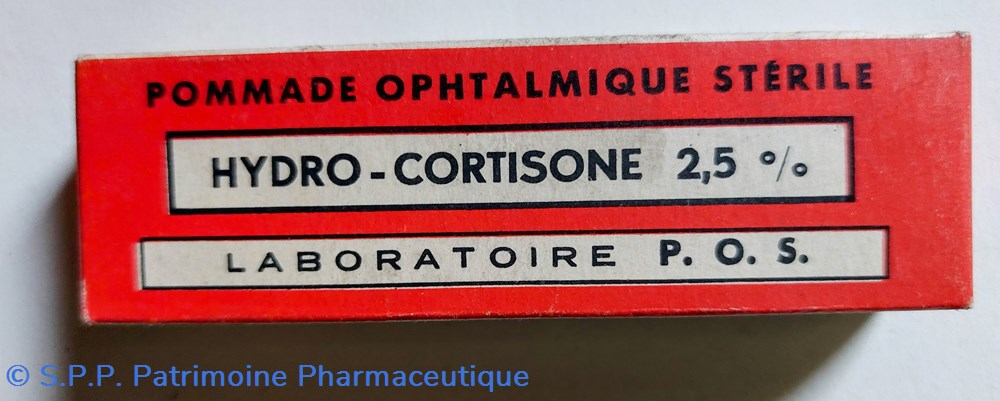 POMMADE OPHTALMIQUE STÉRILE
HYDRO-CORTISONE 2,5 %
LABORATOIRE P. O. S.
© S.P.P. Patrimoine Pharmaceutique